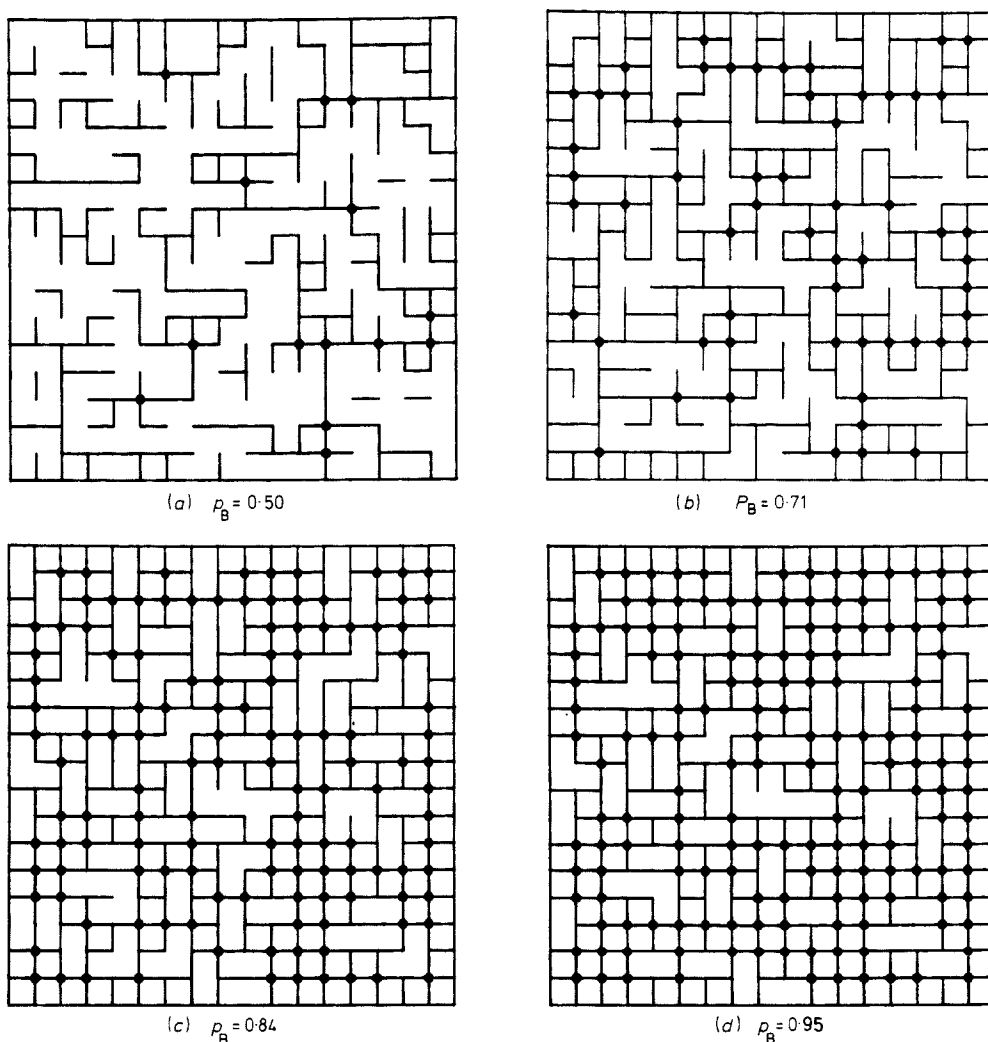 (a) p_B = 0·50
(b) P_B = 0·71
(c) p_B = 0·84
(d) p_B = 0·95